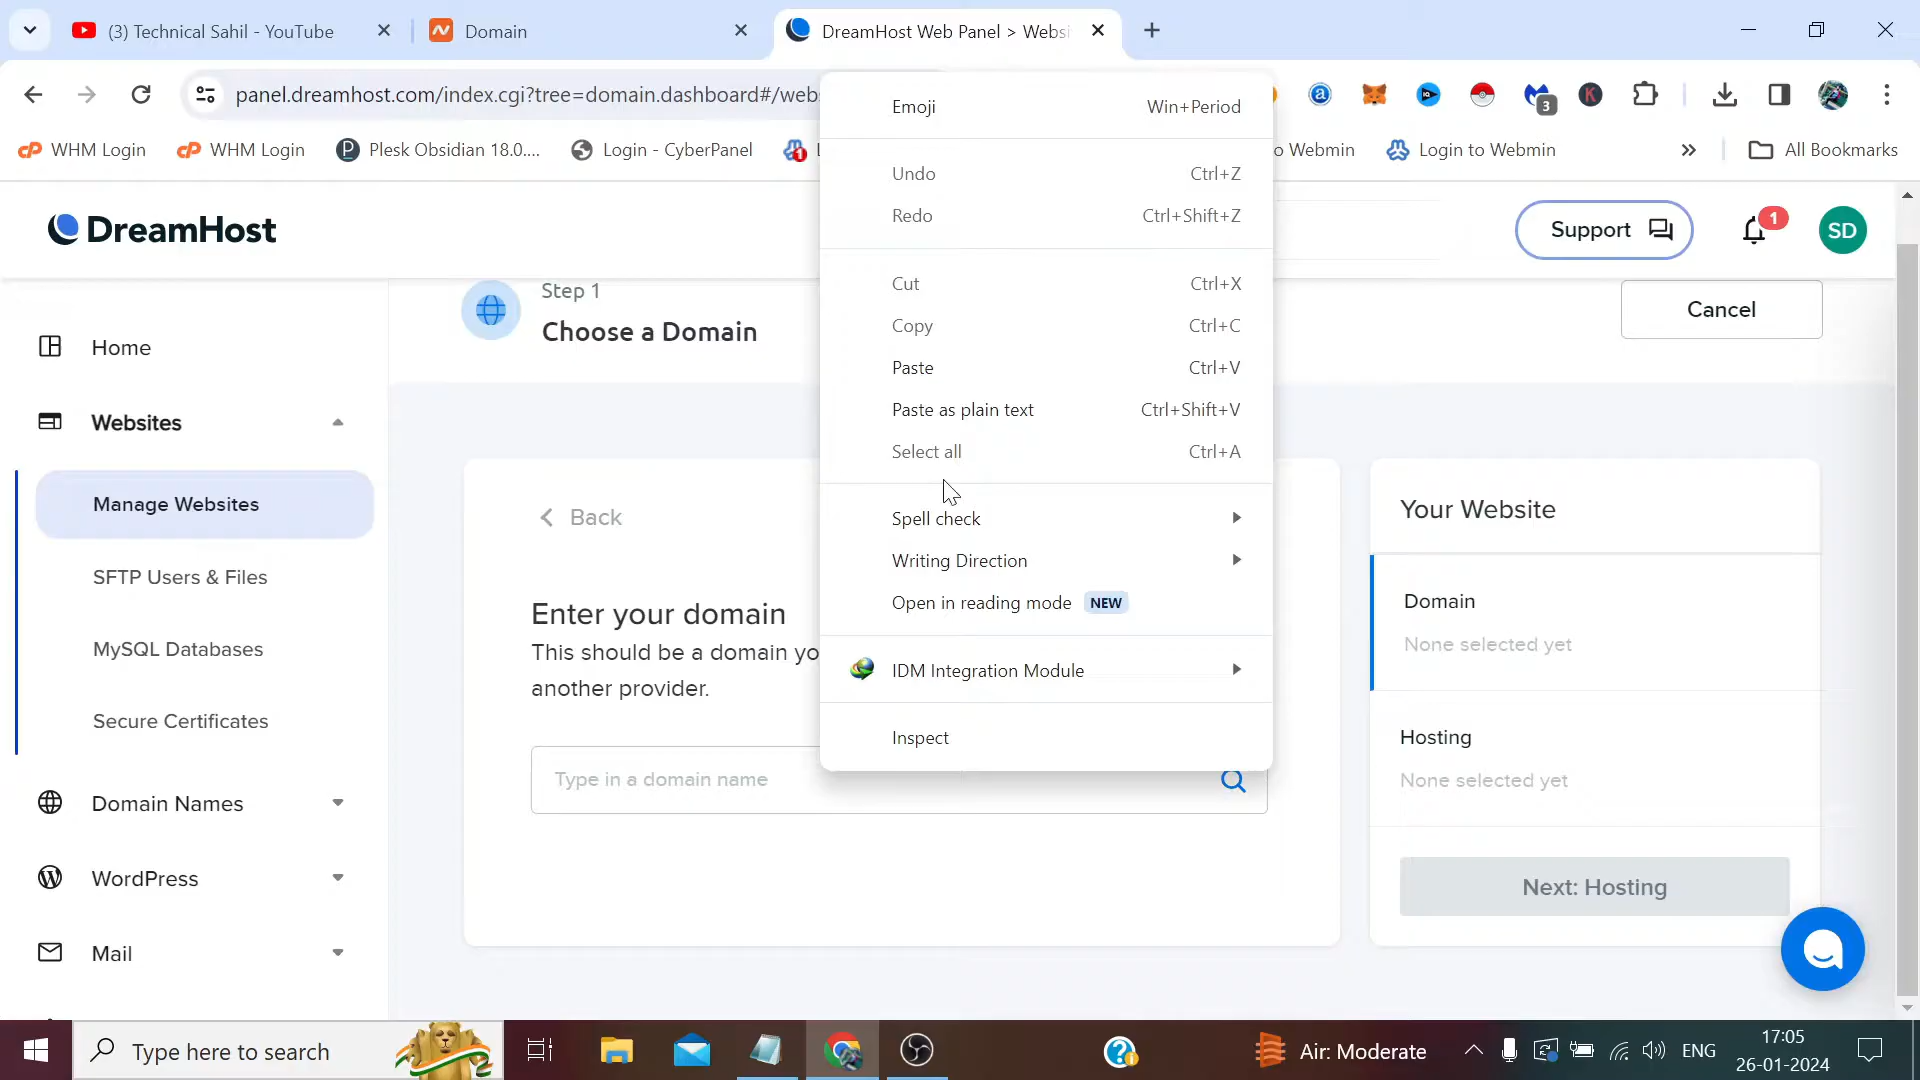 (3) Technical Sahil - YouTube
Domain
DreamHost Web Panel > Websi
panel.dreamhost.com/index.cgi?tree=domain.dashboard#/webs
3
WHM Login
WHM Login
Plesk Obsidian 18.0....
Login - CyberPanel
1
o Webmin
Login to Webmin
All Bookmarks
DreamHost
Support
1
SD
Home
Websites
Manage Websites
SFTP Users & Files
MySQL Databases
Secure Certificates
Domain Names
WordPress
Mail
Step 1
Choose a Domain
Cancel
Back
Enter your domain
This should be a domain yo
another provider.
Type in a domain name
Emoji Win+Period
Undo Ctrl+Z
Redo Ctrl+Shift+Z
Cut Ctrl+X
Copy Ctrl+C
Paste Ctrl+V
Paste as plain text Ctrl+Shift+V
Select all Ctrl+A
Spell check
Writing Direction
Open in reading mode NEW
IDM Integration Module
Inspect
Your Website
Domain
None selected yet
Hosting
None selected yet
Next: Hosting
Type here to search
Air: Moderate
ENG
17:05
26-01-2024